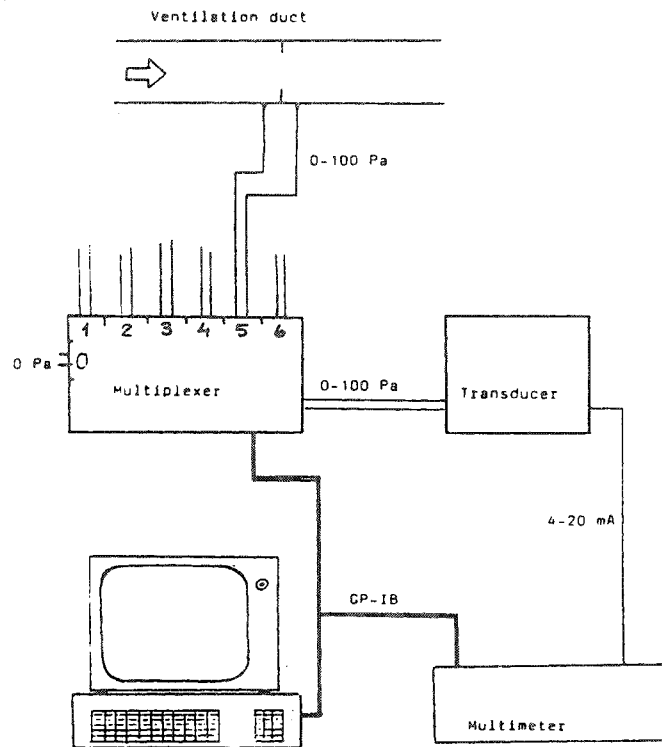 Ventilation duct
0-100 Pa
1 2 3 4 5 6
0 Pa 0
Multiplexer
0-100 Pa
Transducer
4-20 mA
GP-IB
Multimeter